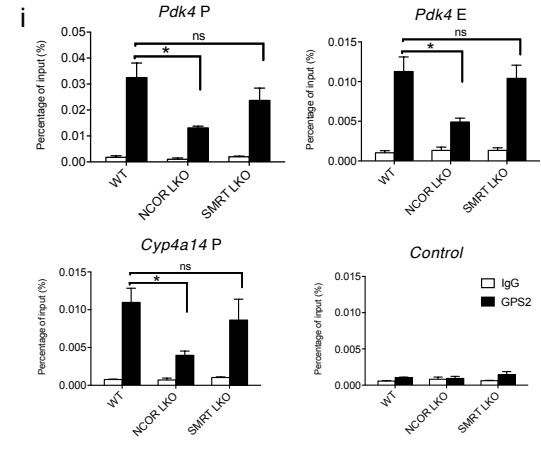 i
Pdk4 P
Percentage of input (%)
0.05
0.04
0.03
0.02
0.01
0.00
ns
*
WT
NCOR LKO
SMRT LKO
Pdk4 E
Percentage of input (%)
0.015
0.010
0.005
0.000
ns
*
WT
NCOR LKO
SMRT LKO
Cyp4a14 P
Percentage of input (%)
0.015
0.010
0.005
0.000
ns
*
WT
NCOR LKO
SMRT LKO
Control
Percentage of input (%)
0.015
0.010
0.005
0.000
IgG
GPS2
WT
NCOR LKO
SMRT LKO